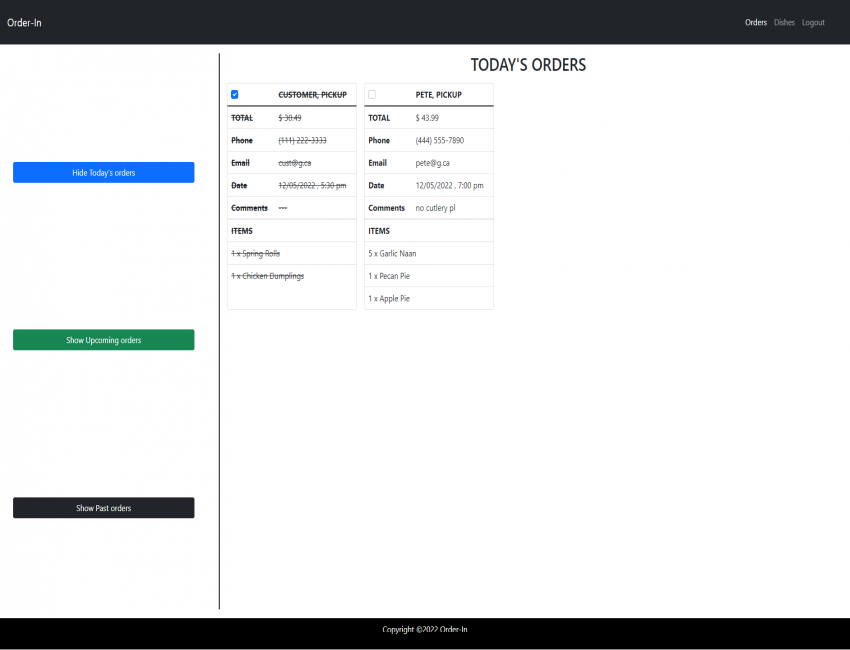 Order-In
Orders Dishes Logout
Hide Today's orders
Show Upcoming orders
Show Past orders
TODAY'S ORDERS
CUSTOMER, PICKUP
TOTAL $ 30.49
Phone (111) 222-3333
Email cust@g.ca
Date 12/05/2022 , 5:30 pm
Comments ---
ITEMS
1 x Spring Rolls
1 x Chicken Dumplings
PETE, PICKUP
TOTAL $ 43.99
Phone (444) 555-7890
Email pete@g.ca
Date 12/05/2022 , 7:00 pm
Comments no cutlery pl
ITEMS
5 x Garlic Naan
1 x Pecan Pie
1 x Apple Pie
Copyright ©2022 Order-In